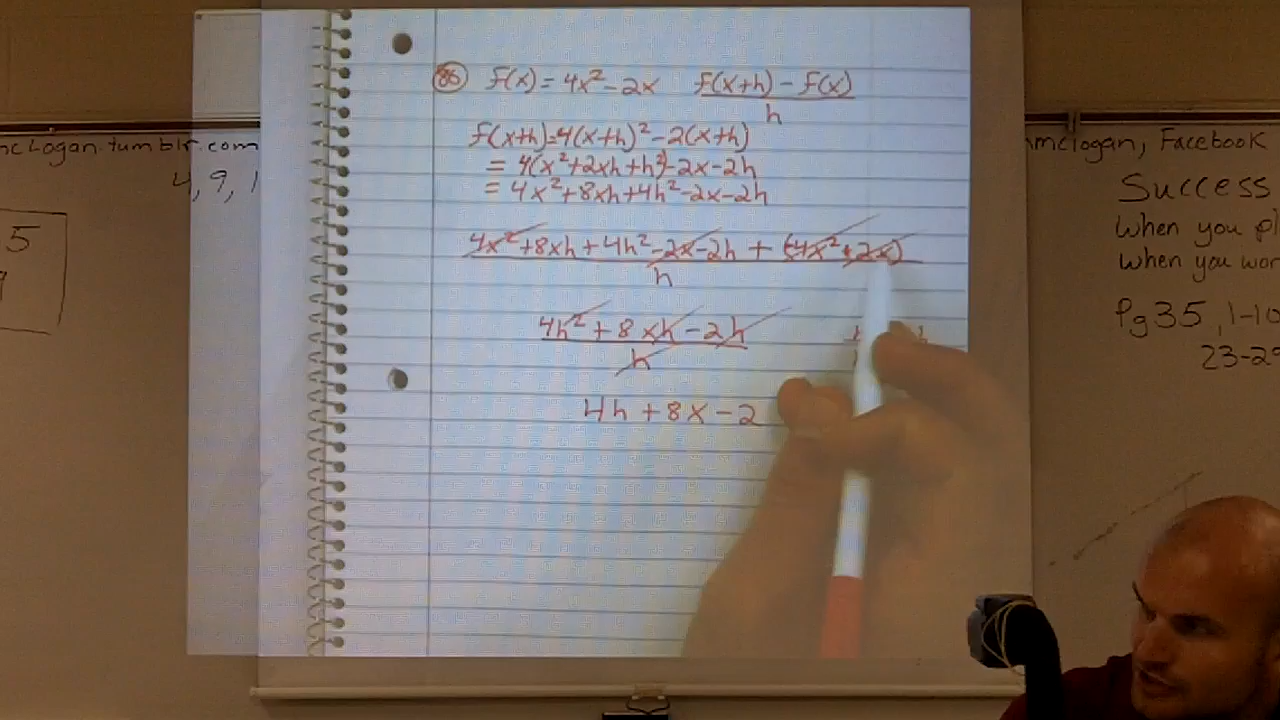 86 f(x) = 4x² - 2x f(x+h) - f(x)
h
f(x+h)=4(x+h)² - 2(x+h)
= 4(x²+2xh+h²)-2x-2h
= 4x²+8xh+4h²-2x-2h
4x²+8xh+4h²-2x-2h + (-4x²+2x)
h
4h²+8xh-2h
h
4h+8x-2
mclogan.tumblr.com
4, 9, 1
5
mclogan, Facebook
Success
When you pl
when you wor
Pg 35, 1-10
23-29